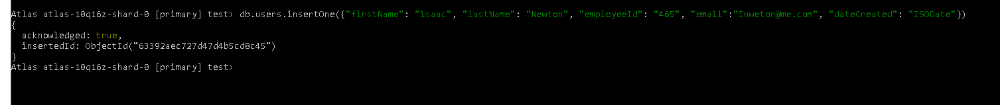 Atlas atlas-10q16z-shard-0 [primary] test> db.users.insertOne({"firstName": "isaac", "lastName": "Newton", "employeeId": "465", "email":"Inweton@me.com", "dateCreated": "ISODate"})
{
  acknowledged: true,
  insertedId: ObjectId("63392aec727d47d4b5cd8c45")
}
Atlas atlas-10q16z-shard-0 [primary] test>